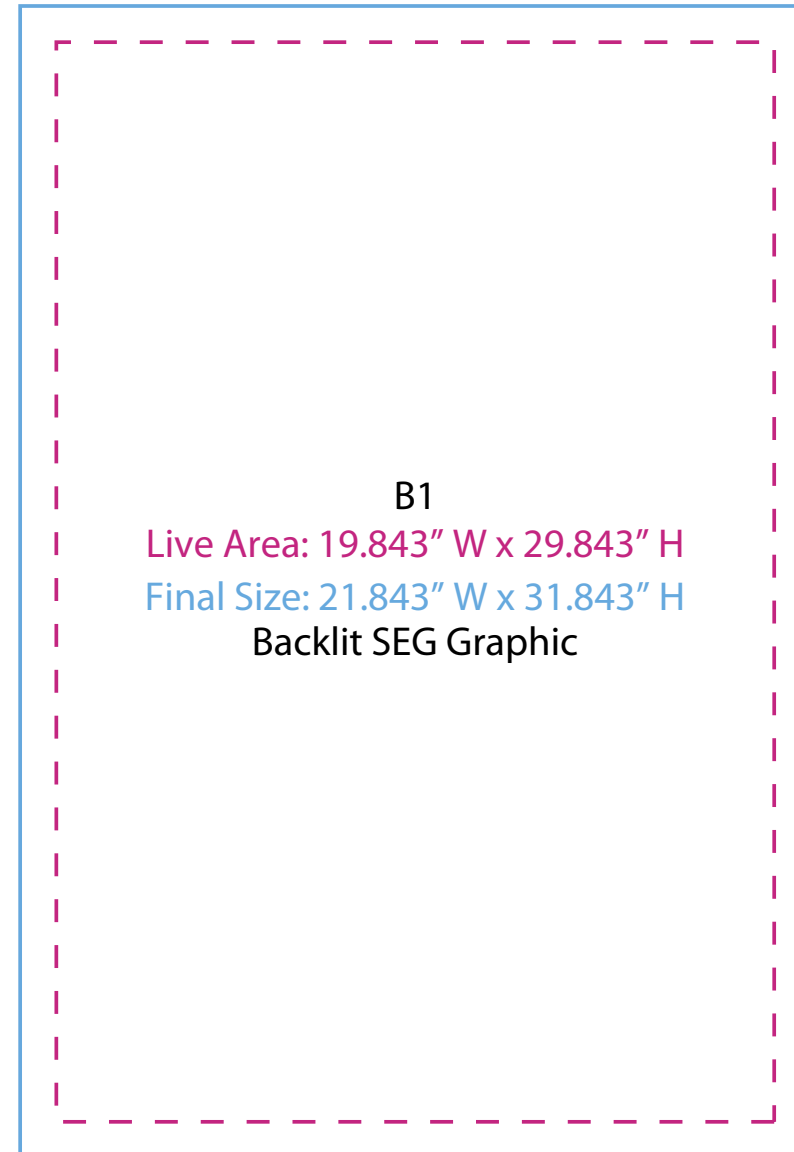 B1
Live Area: 19.843” W x 29.843” H
Final Size: 21.843” W x 31.843” H
Backlit SEG Graphic